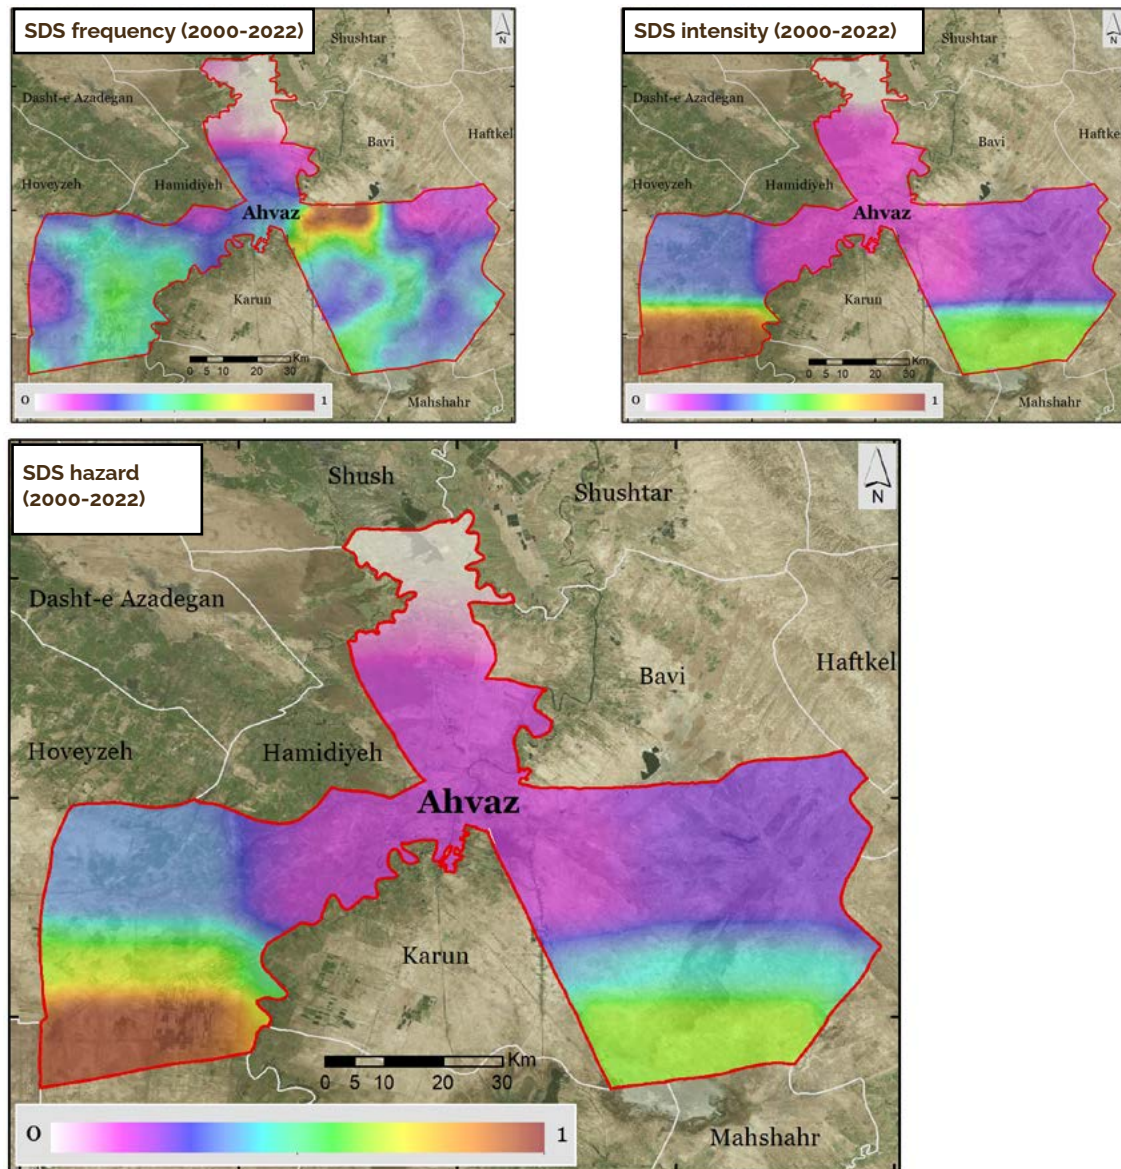 SDS frequency (2000-2022)
N
Shushtar
Dasht-e Azadegan
Bavi
Haftkel
Hoveyzeh
Hamidiyeh
Ahvaz
Karun
Km
0 5 10 20 30
0
1
Mahshahr
SDS intensity (2000-2022)
N
Shushtar
Dasht-e Azadegan
Bavi
Haftkel
Hoveyzeh
Hamidiyeh
Ahvaz
Karun
Km
0 5 10 20 30
0
1
Mahshahr
SDS hazard
(2000-2022)
N
Shush
Shushtar
Dasht-e Azadegan
Haftkel
Bavi
Hoveyzeh
Hamidiyeh
Ahvaz
Karun
Km
0 5 10 20 30
0
1
Mahshahr